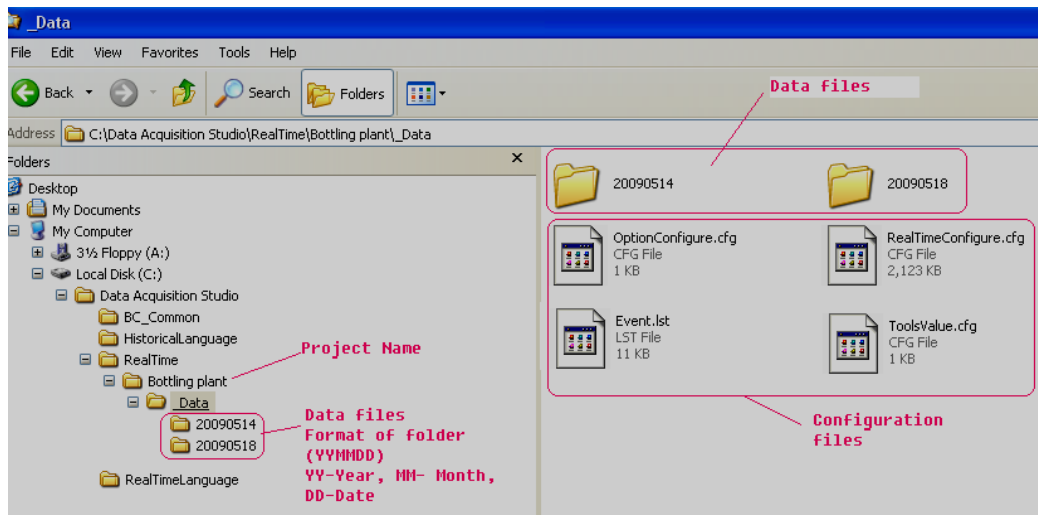 _Data
File Edit View Favorites Tools Help
Back Search Folders
Address C:\Data Acquisition Studio\RealTime\Bottling plant\_Data
Folders x
Desktop
My Documents
My Computer
3½ Floppy (A:)
Local Disk (C:)
Data Acquisition Studio
BC_Common
HistoricalLanguage
RealTime
Bottling plant
_Data
20090514
20090518
RealTimeLanguage
Project Name
Data files
Format of folder
(YYMMDD)
YY-Year, MM- Month,
DD-Date
Data files
20090514
20090518
OptionConfigure.cfg
CFG File
1 KB
RealTimeConfigure.cfg
CFG File
2,123 KB
Event.lst
LST File
11 KB
ToolsValue.cfg
CFG File
1 KB
Configuration
files